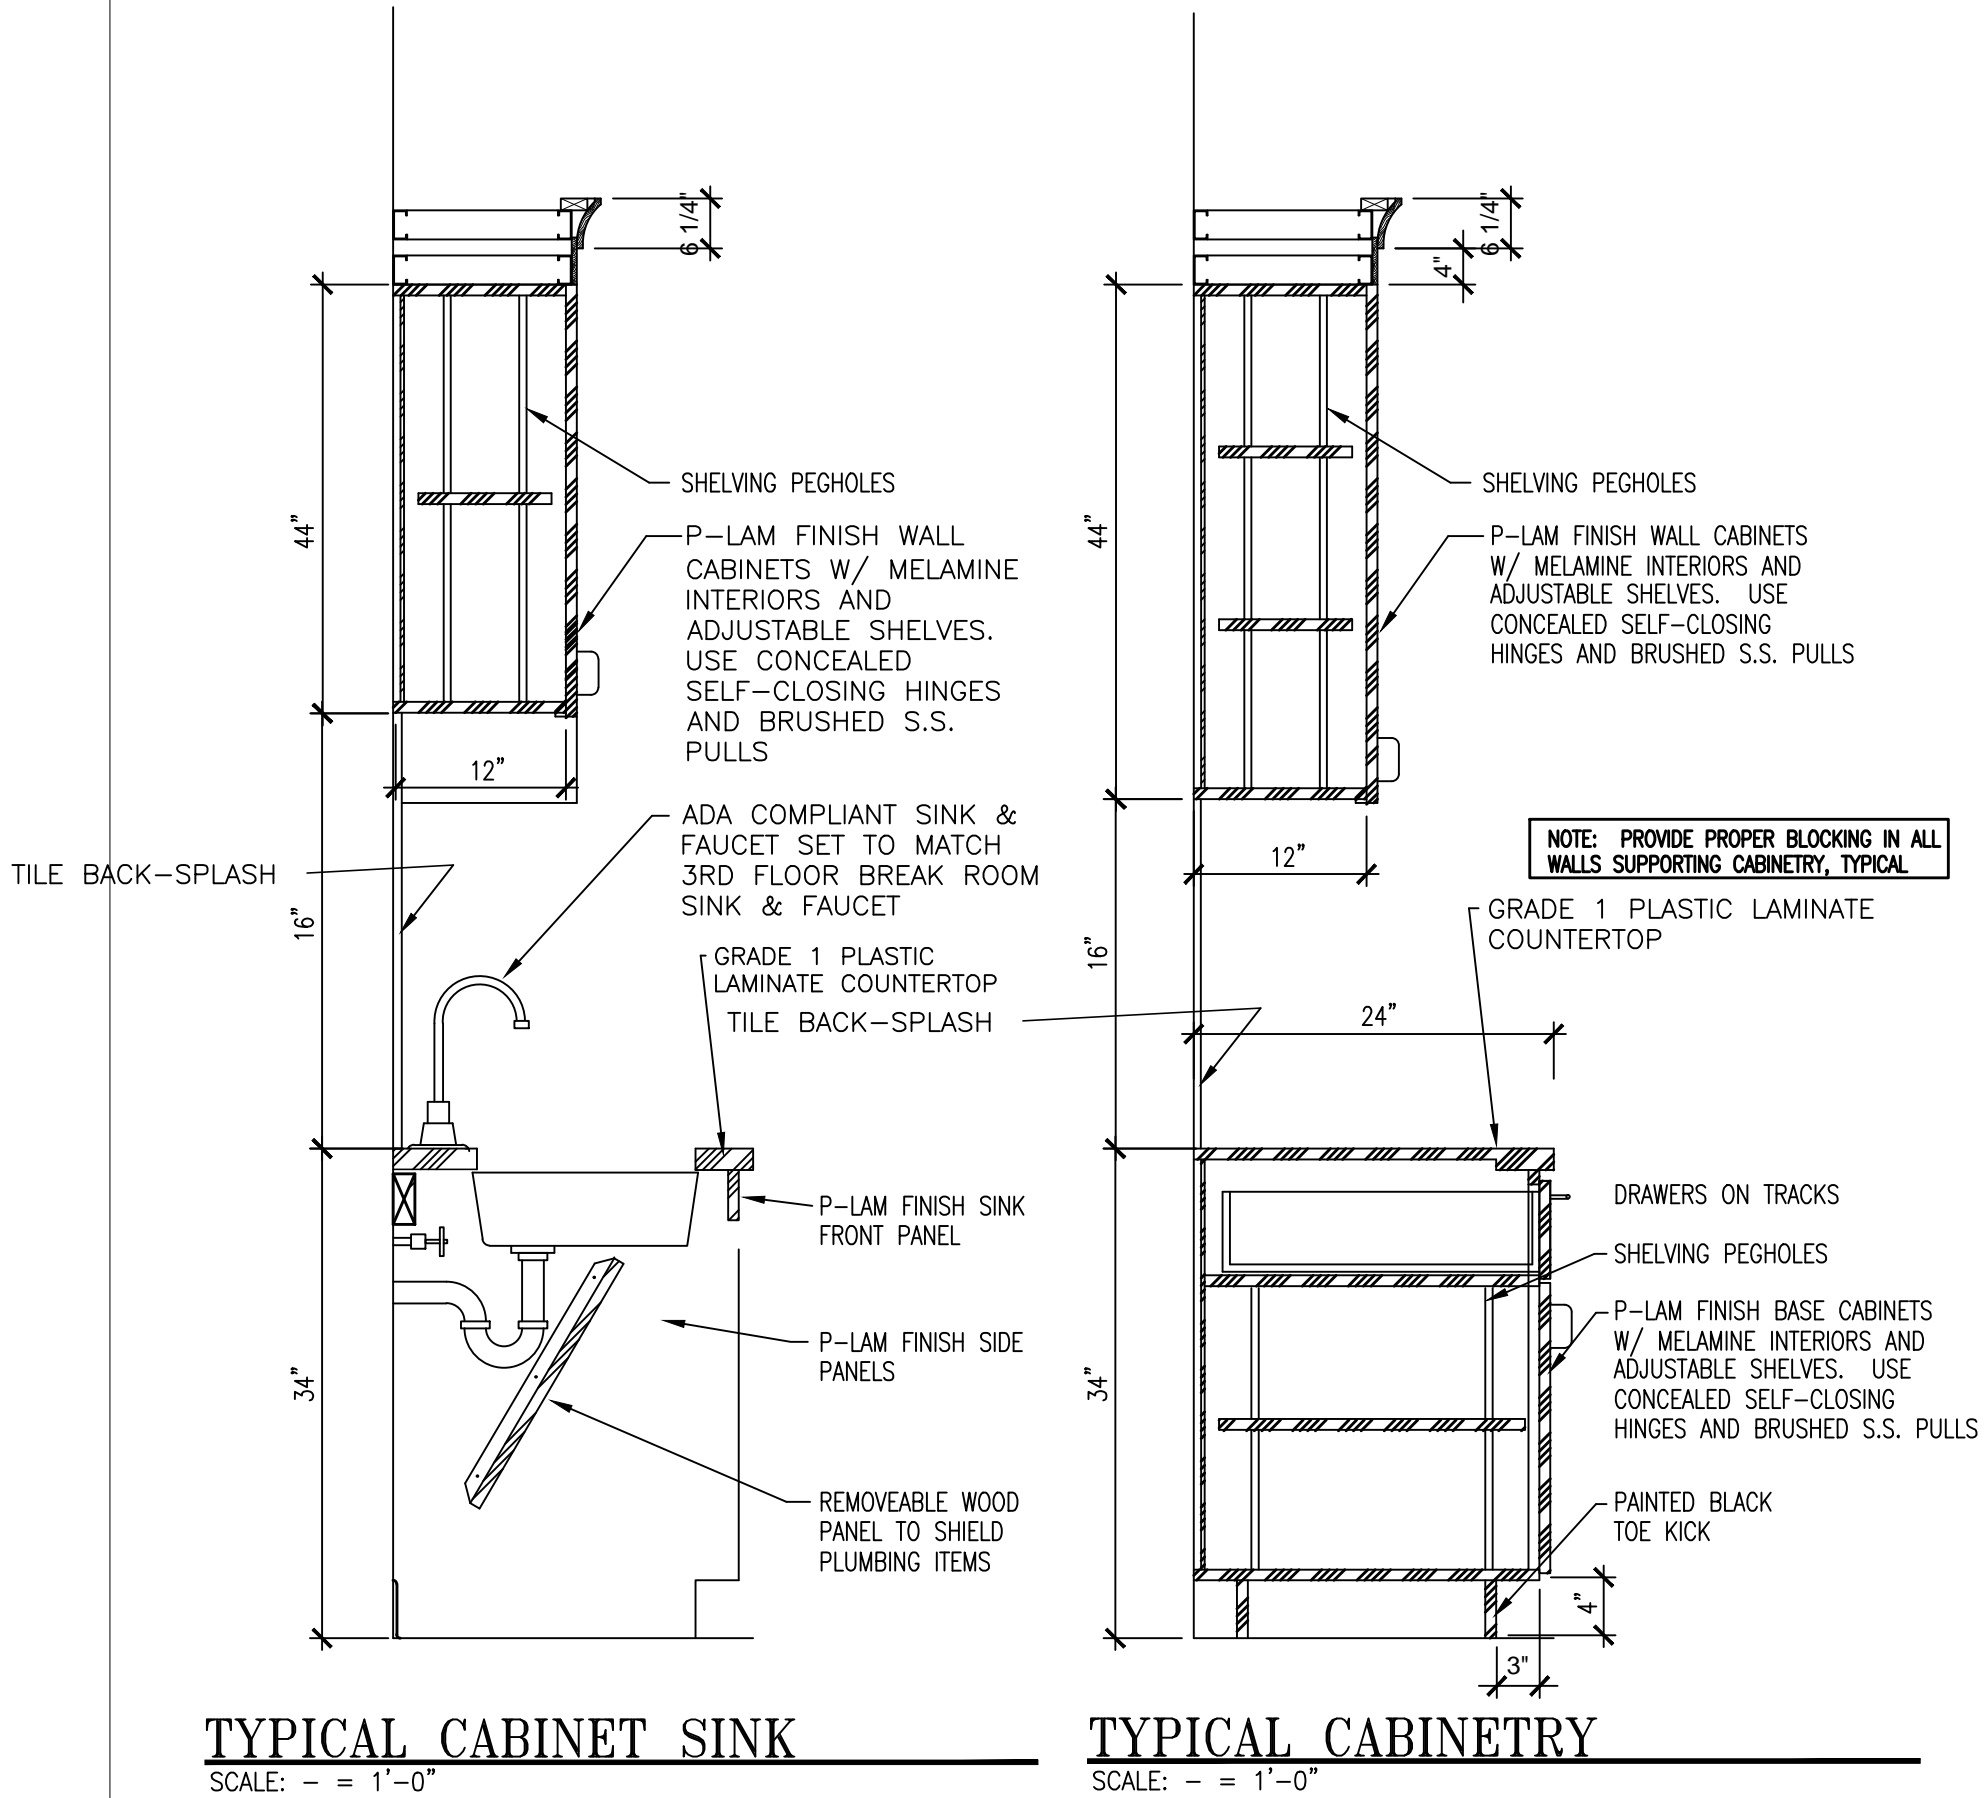 6 1/4"
44"
SHELVING PEGHOLES
P-LAM FINISH WALL
CABINETS W/ MELAMINE
INTERIORS AND
ADJUSTABLE SHELVES.
USE CONCEALED
SELF-CLOSING HINGES
AND BRUSHED S.S.
PULLS
12"
ADA COMPLIANT SINK &
FAUCET SET TO MATCH
3RD FLOOR BREAK ROOM
SINK & FAUCET
TILE BACK-SPLASH
16"
GRADE 1 PLASTIC
LAMINATE COUNTERTOP
P-LAM FINISH SINK
FRONT PANEL
P-LAM FINISH SIDE
PANELS
34"
REMOVEABLE WOOD
PANEL TO SHIELD
PLUMBING ITEMS
TYPICAL CABINET SINK
SCALE: - = 1'-0"
6 1/4"
4"
44"
SHELVING PEGHOLES
P-LAM FINISH WALL CABINETS
W/ MELAMINE INTERIORS AND
ADJUSTABLE SHELVES. USE
CONCEALED SELF-CLOSING
HINGES AND BRUSHED S.S. PULLS
12"
NOTE: PROVIDE PROPER BLOCKING IN ALL
WALLS SUPPORTING CABINETRY, TYPICAL
GRADE 1 PLASTIC LAMINATE
COUNTERTOP
16"
TILE BACK-SPLASH
24"
DRAWERS ON TRACKS
SHELVING PEGHOLES
P-LAM FINISH BASE CABINETS
W/ MELAMINE INTERIORS AND
ADJUSTABLE SHELVES. USE
CONCEALED SELF-CLOSING
HINGES AND BRUSHED S.S. PULLS
34"
PAINTED BLACK
TOE KICK
4"
3"
TYPICAL CABINETRY
SCALE: - = 1'-0"